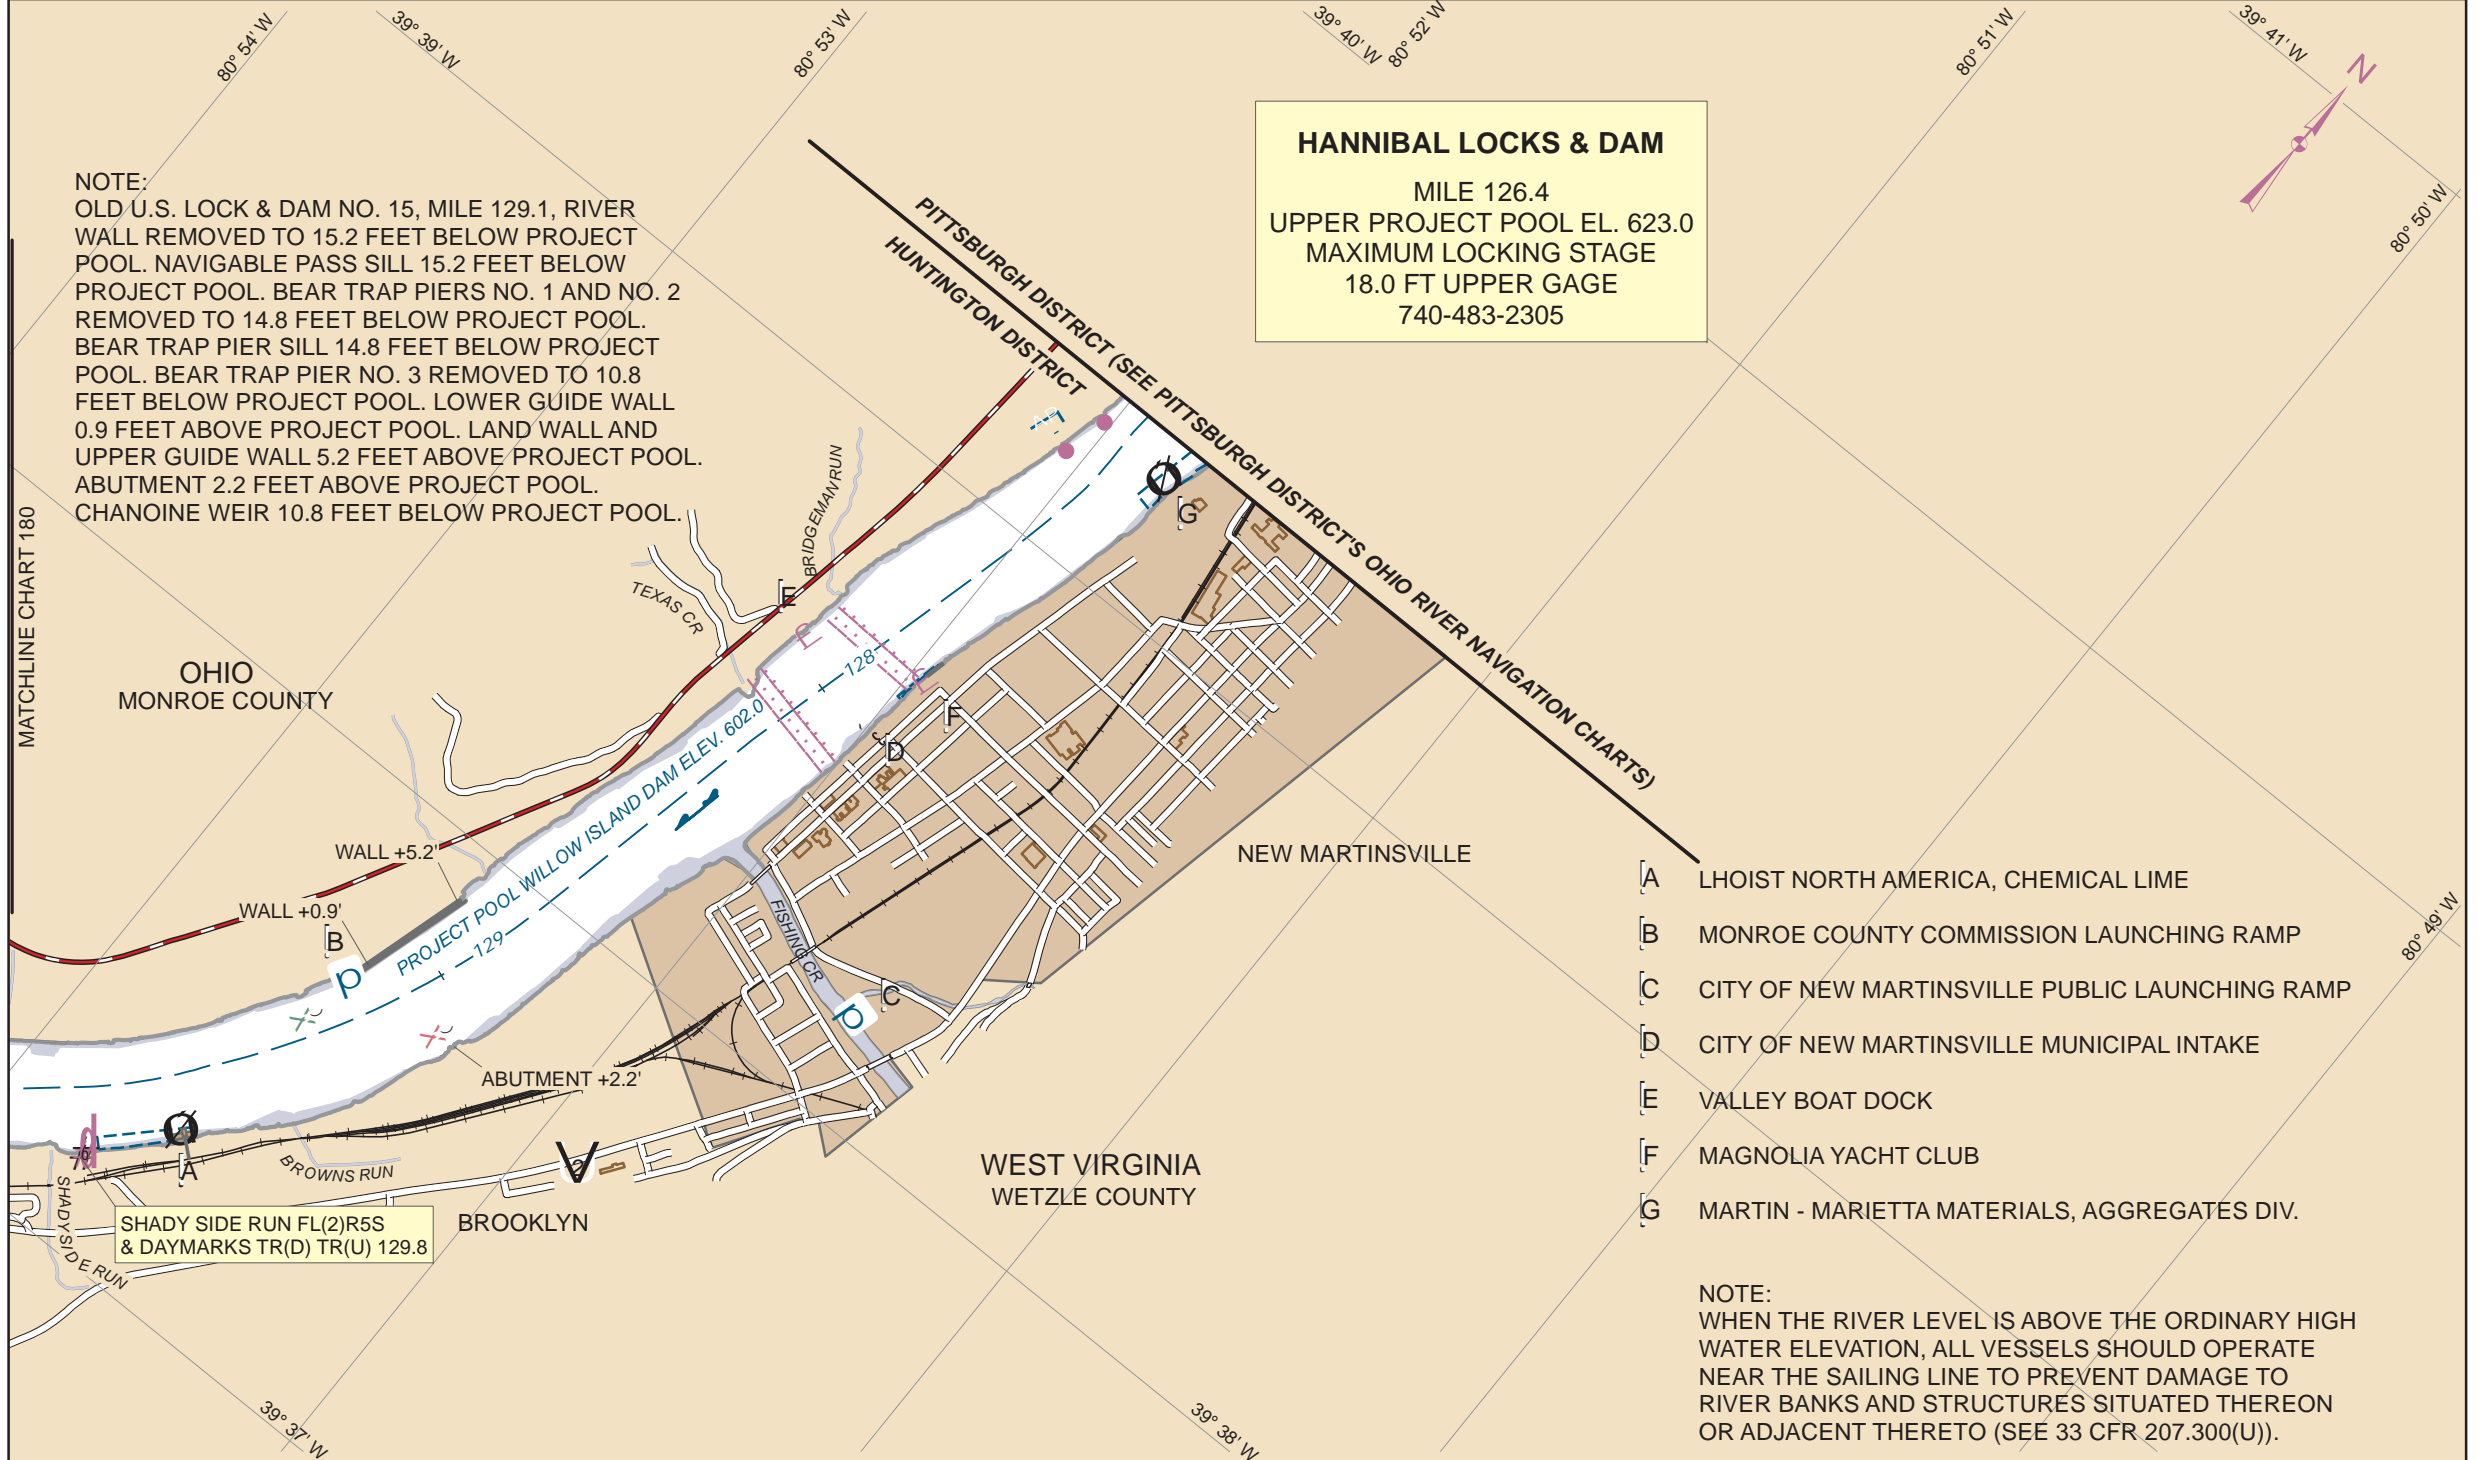 80° 54' W
39° 39' W
80° 53' W
39° 40' W
80° 52' W
80° 51' W
39° 41' W
N
80° 50' W
HANNIBAL LOCKS & DAM
MILE 126.4
UPPER PROJECT POOL EL. 623.0
MAXIMUM LOCKING STAGE
18.0 FT UPPER GAGE
740-483-2305
NOTE:
OLD U.S. LOCK & DAM NO. 15, MILE 129.1, RIVER
WALL REMOVED TO 15.2 FEET BELOW PROJECT
POOL. NAVIGABLE PASS SILL 15.2 FEET BELOW
PROJECT POOL. BEAR TRAP PIERS NO. 1 AND NO. 2
REMOVED TO 14.8 FEET BELOW PROJECT POOL.
BEAR TRAP PIER SILL 14.8 FEET BELOW PROJECT
POOL. BEAR TRAP PIER NO. 3 REMOVED TO 10.8
FEET BELOW PROJECT POOL. LOWER GUIDE WALL
0.9 FEET ABOVE PROJECT POOL. LAND WALL AND
UPPER GUIDE WALL 5.2 FEET ABOVE PROJECT POOL.
ABUTMENT 2.2 FEET ABOVE PROJECT POOL.
CHANOINE WEIR 10.8 FEET BELOW PROJECT POOL.
PITTSBURGH DISTRICT (SEE PITTSBURGH DISTRICT'S OHIO RIVER NAVIGATION CHARTS)
HUNTINGTON DISTRICT
MATCHLINE CHART 180
BRIDGEMAN RUN
TEXAS CR
E
G
OHIO
MONROE COUNTY
128
F
D
PROJECT POOL WILLOW ISLAND DAM ELEV. 602.0
WALL +5.2'
WALL +0.9'
B
p
129
FISHING CR
NEW MARTINSVILLE
C
p
ABUTMENT +2.2'
A
BROWNS RUN
SHADYSIDE RUN
SHADY SIDE RUN FL(2)R5S
& DAYMARKS TR(D) TR(U) 129.8
BROOKLYN
WEST VIRGINIA
WETZLE COUNTY
A LHOIST NORTH AMERICA, CHEMICAL LIME
B MONROE COUNTY COMMISSION LAUNCHING RAMP
C CITY OF NEW MARTINSVILLE PUBLIC LAUNCHING RAMP
D CITY OF NEW MARTINSVILLE MUNICIPAL INTAKE
E VALLEY BOAT DOCK
F MAGNOLIA YACHT CLUB
G MARTIN - MARIETTA MATERIALS, AGGREGATES DIV.
80° 49' W
NOTE:
WHEN THE RIVER LEVEL IS ABOVE THE ORDINARY HIGH
WATER ELEVATION, ALL VESSELS SHOULD OPERATE
NEAR THE SAILING LINE TO PREVENT DAMAGE TO
RIVER BANKS AND STRUCTURES SITUATED THEREON
OR ADJACENT THERETO (SEE 33 CFR 207.300(U)).
39° 37' W
39° 38' W